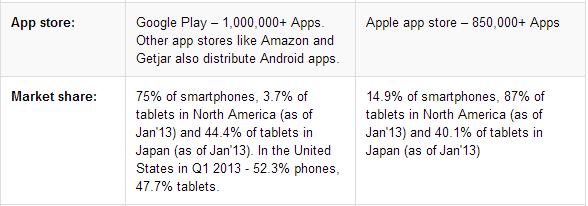 App store:
Google Play – 1,000,000+ Apps.
Other app stores like Amazon and
Getjar also distribute Android apps.
Apple app store – 850,000+ Apps
Market share:
75% of smartphones, 3.7% of
tablets in North America (as of
Jan'13) and 44.4% of tablets in
Japan (as of Jan'13). In the United
States in Q1 2013 - 52.3% phones,
47.7% tablets.
14.9% of smartphones, 87% of
tablets in North America (as of
Jan'13) and 40.1% of tablets in
Japan (as of Jan'13)